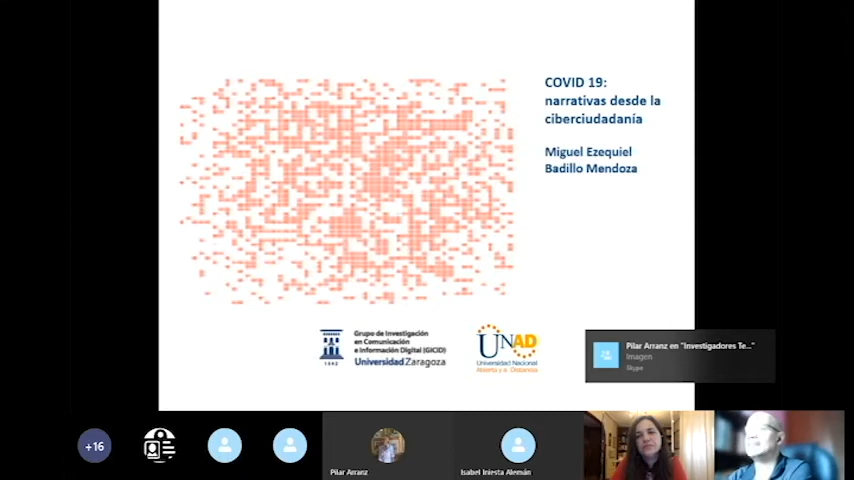 COVID 19:
narrativas desde la
ciberciudadanía
Miguel Ezequiel
Badillo Mendoza
Grupo de Investigación
en Comunicación
e Información Digital (GICID)
Universidad Zaragoza
1542
UNAD
Universidad Nacional
Abierta y a Distancia
Pilar Arranz en "Investigadores Te..."
Imagen
Skype
+16
Pilar Arranz
Isabel Iniesta Alemán